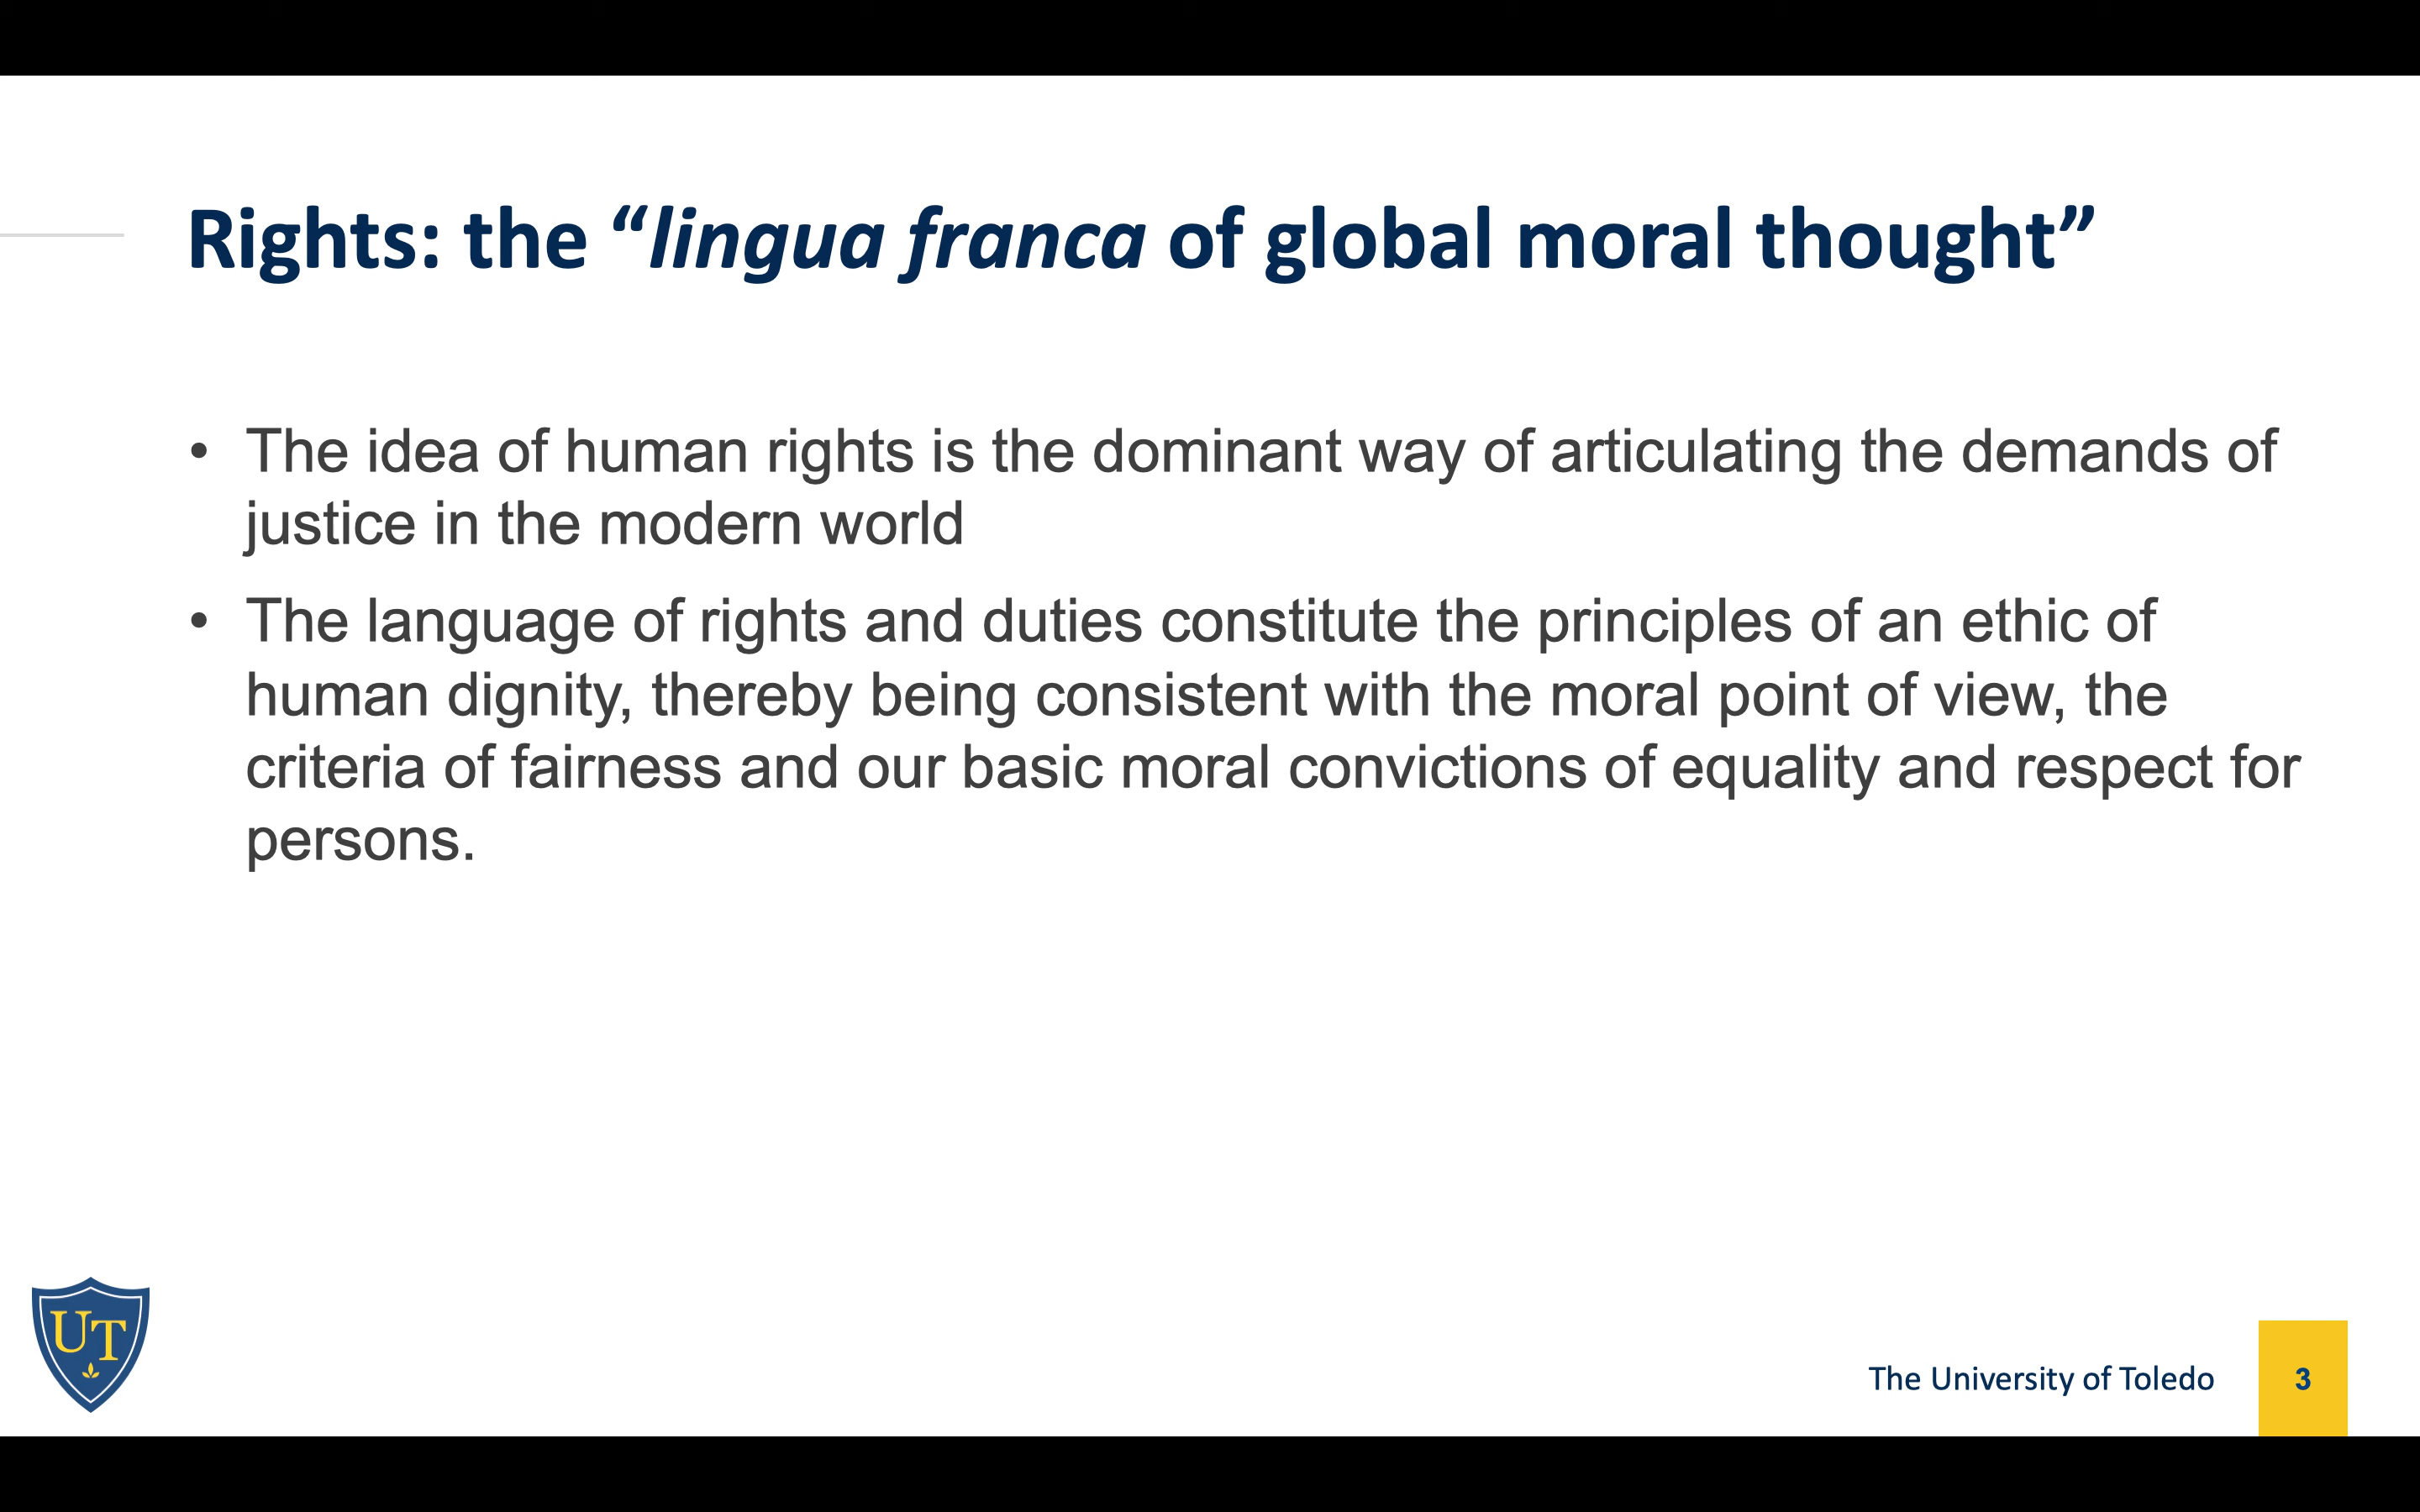 Rights: the “lingua franca of global moral thought”
• The idea of human rights is the dominant way of articulating the demands of
justice in the modern world
• The language of rights and duties constitute the principles of an ethic of
human dignity, thereby being consistent with the moral point of view, the
criteria of fairness and our basic moral convictions of equality and respect for
persons.
UT
The University of Toledo
3